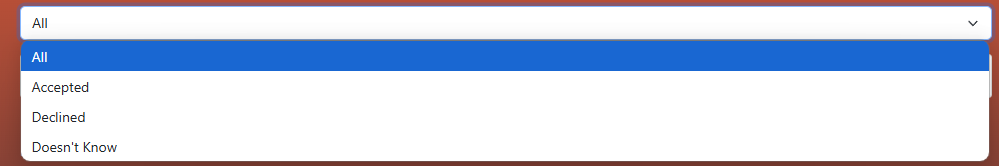 All
All
Accepted
Declined
Doesn't Know